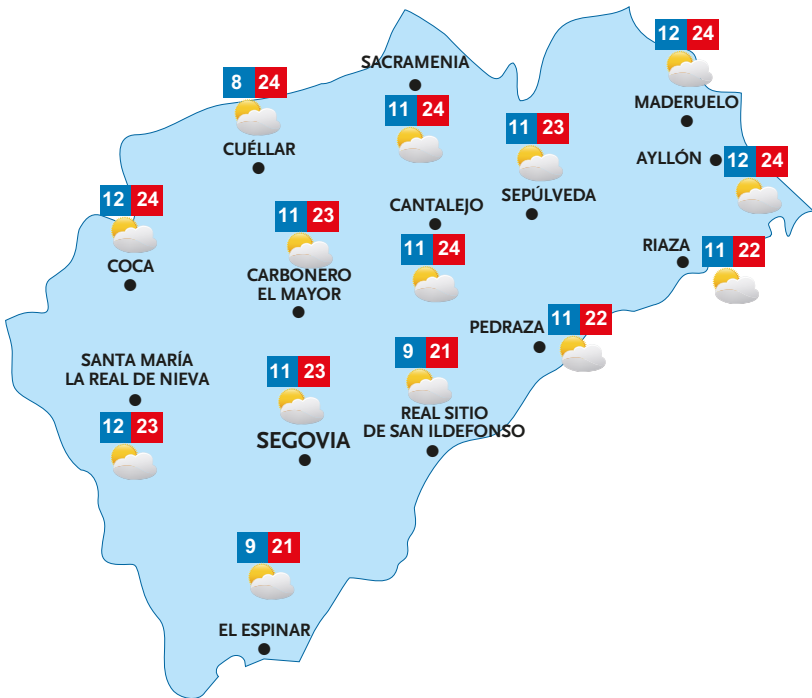 12 24
MADERUELO
SACRAMENIA
11 24
8 24
CUÉLLAR
11 23
SEPÚLVEDA
AYLLÓN
12 24
12 24
COCA
11 23
CARBONERO
EL MAYOR
CANTALEJO
11 24
RIAZA
11 22
PEDRAZA
11 22
SANTA MARÍA
LA REAL DE NIEVA
12 23
11 23
SEGOVIA
9 21
REAL SITIO
DE SAN ILDEFONSO
9 21
EL ESPINAR